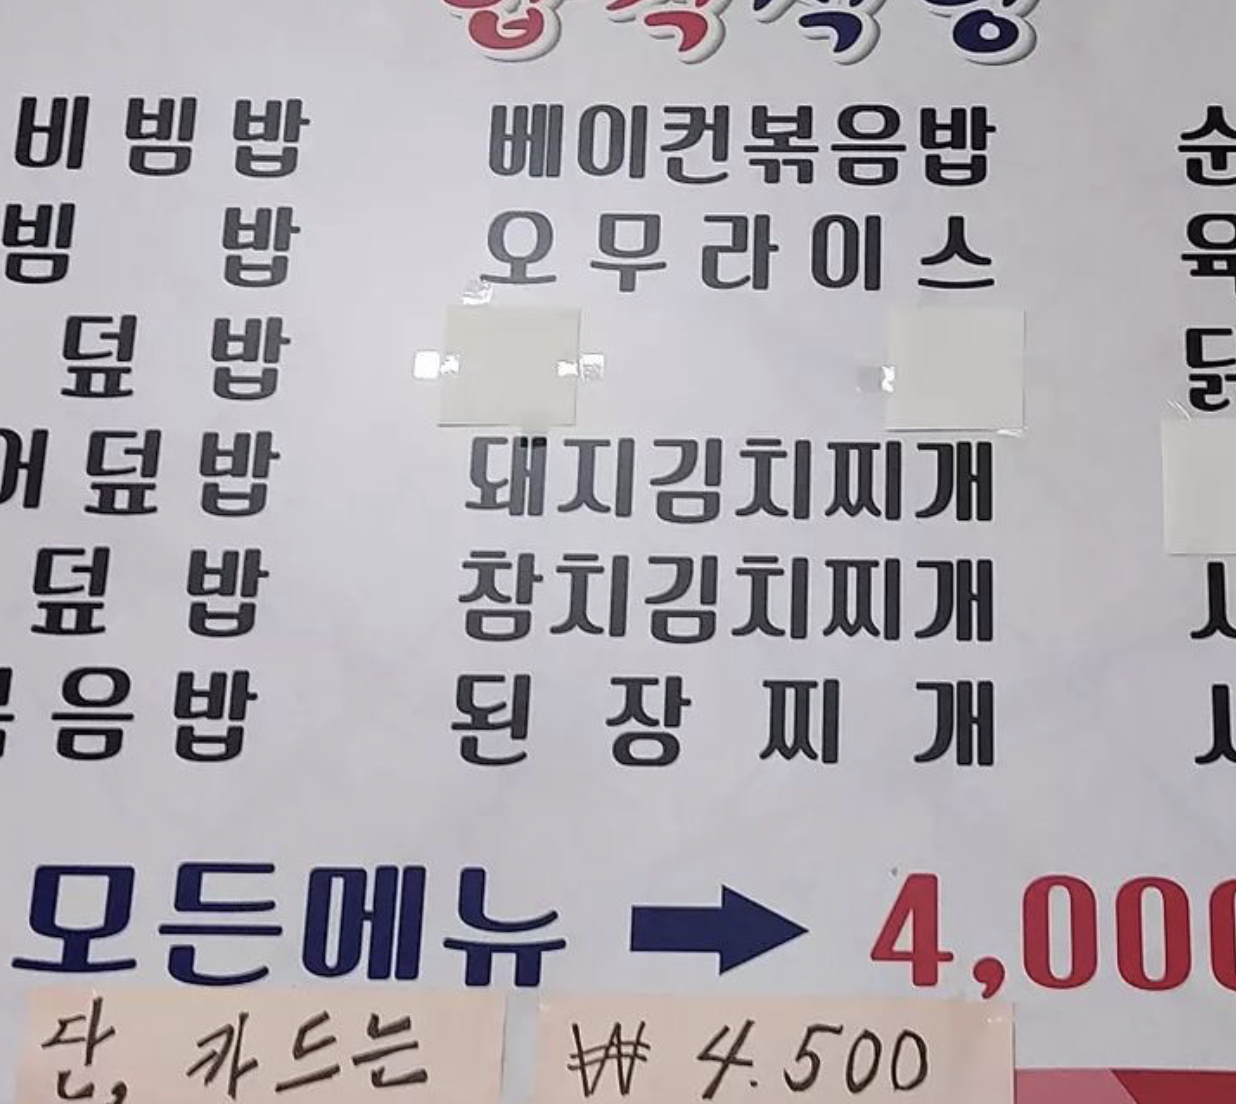 비빔밥 베이컨볶음밥
빔밥 오무라이스
덮밥
어덮밥 돼지김치찌개
덮밥 참치김치찌개
음밥 된장찌개
모든메뉴 → 4,000
단, 카드는 ₩ 4.500